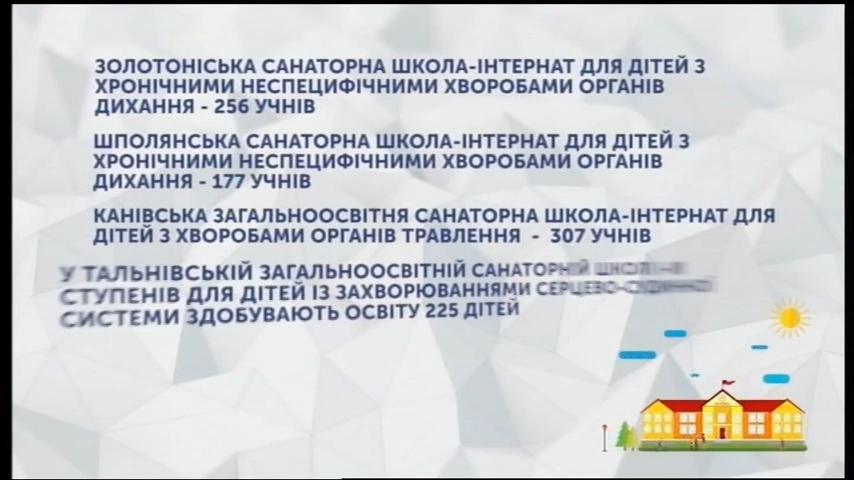 ЗОЛОТОНІСЬКА САНАТОРНА ШКОЛА-ІНТЕРНАТ ДЛЯ ДІТЕЙ З
ХРОНІЧНИМИ НЕСПЕЦИФІЧНИМИ ХВОРОБАМИ ОРГАНІВ
ДИХАННЯ - 256 УЧНІВ
ШПОЛЯНСЬКА САНАТОРНА ШКОЛА-ІНТЕРНАТ ДЛЯ ДІТЕЙ З
ХРОНІЧНИМИ НЕСПЕЦИФІЧНИМИ ХВОРОБАМИ ОРГАНІВ
ДИХАННЯ - 177 УЧНІВ
КАНІВСЬКА ЗАГАЛЬНООСВІТНЯ САНАТОРНА ШКОЛА-ІНТЕРНАТ ДЛЯ
ДІТЕЙ З ХВОРОБАМИ ОРГАНІВ ТРАВЛЕННЯ - 307 УЧНІВ
У ТАЛЬНІВСЬКІЙ ЗАГАЛЬНООСВІТНІЙ САНАТОРНІЙ
СТУПЕНІВ ДЛЯ ДІТЕЙ ІЗ ЗАХВОРЮВАННЯМИ СЕРЦЕВО-СУДИННОЇ
СИСТЕМИ ЗДОБУВАЮТЬ ОСВІТУ 225 ДІТЕЙ